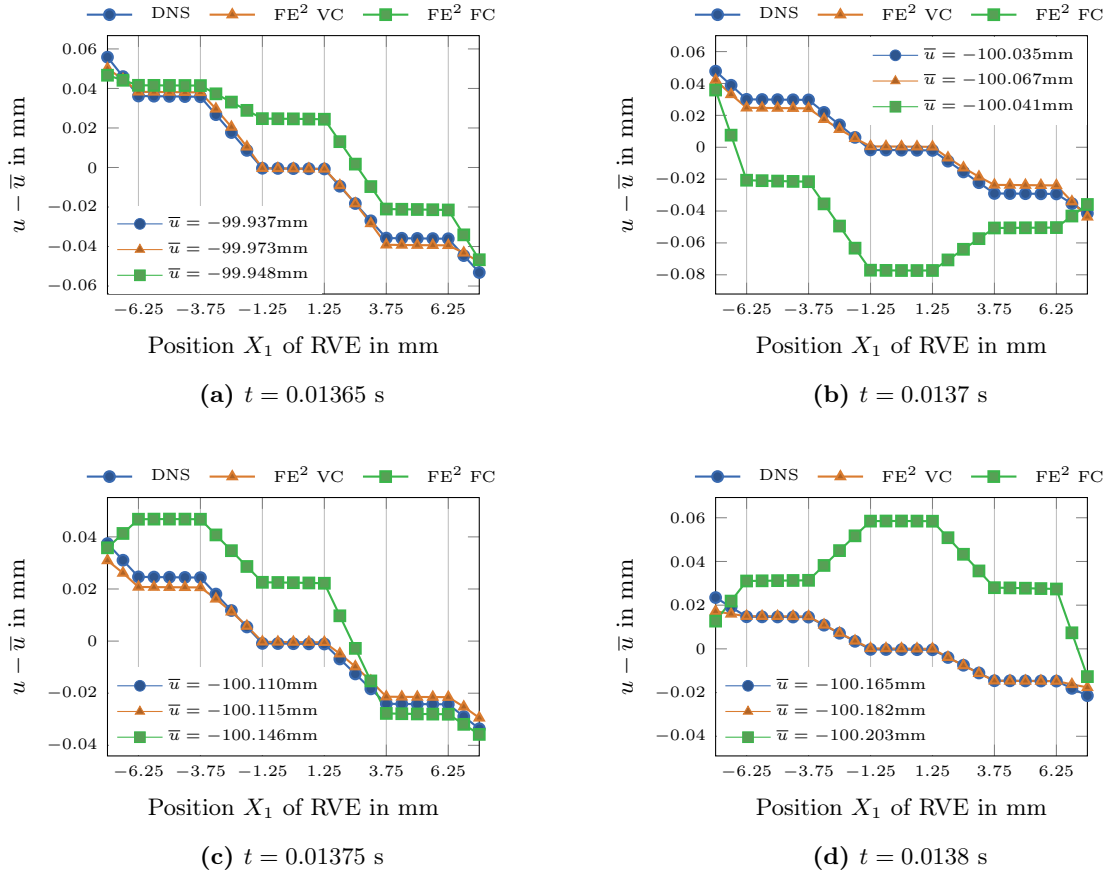 DNS FE² VC FE² FC
0.06
0.04
0.02
0
−0.02
−0.04
−0.06
u − u̅ in mm
u̅ = −99.937mm
u̅ = −99.973mm
u̅ = −99.948mm
−6.25 −3.75 −1.25 1.25 3.75 6.25
Position X₁ of RVE in mm
(a) t = 0.01365 s
DNS FE² VC FE² FC
0.06
0.04
0.02
0
−0.02
−0.04
−0.06
−0.08
u − u̅ in mm
u̅ = −100.035mm
u̅ = −100.067mm
u̅ = −100.041mm
−6.25 −3.75 −1.25 1.25 3.75 6.25
Position X₁ of RVE in mm
(b) t = 0.0137 s
DNS FE² VC FE² FC
0.04
0.02
0
−0.02
−0.04
u − u̅ in mm
u̅ = −100.110mm
u̅ = −100.115mm
u̅ = −100.146mm
−6.25 −3.75 −1.25 1.25 3.75 6.25
Position X₁ of RVE in mm
(c) t = 0.01375 s
DNS FE² VC FE² FC
0.06
0.04
0.02
0
−0.02
−0.04
u − u̅ in mm
u̅ = −100.165mm
u̅ = −100.182mm
u̅ = −100.203mm
−6.25 −3.75 −1.25 1.25 3.75 6.25
Position X₁ of RVE in mm
(d) t = 0.0138 s